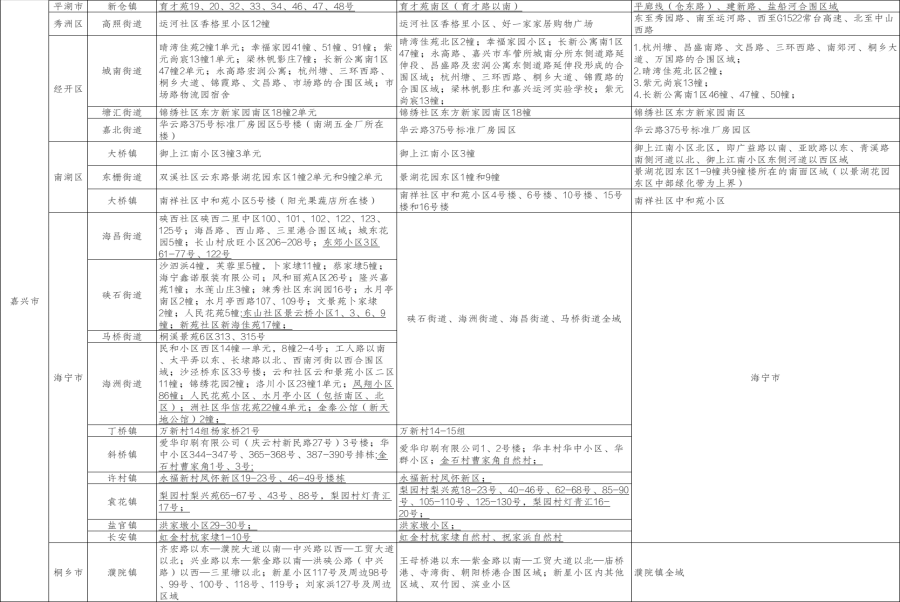 平湖市 新仓镇 育才苑19、20、32、33、34、46、47、48号 育才苑南区（育才路以南） 平廊线（仓东路）、建新路、盐船河合围区域
秀洲区 高照街道 运河社区香格里小区12幢 运河社区香格里小区、好一家家居购物广场 东至秀园路、南至运河路、西至G1522常台高速、北至中山
西路
嘉兴市
经开区
城南街道
晴湾佳苑2幢1单元；幸福家园41幢、51幢、91幢；紫
元尚宸13幢1单元；梁林帆影庄7幢；长新公寓南1区
47幢2单元；永高路宏润公寓；杭州塘、三环西路、
桐乡大道、锦霞路、文昌路、市场路的合围区域；市
场路物流园宿舍
晴湾佳苑北区2幢；幸福家园小区；长新公寓南1区
47幢；永高路、嘉兴市车管所城南分所东侧道路延
伸段、昌盛路及宏润公寓东侧道路延伸段形成的合
围区域；杭州塘、三环西路、桐乡大道、锦霞路的
合围区域；梁林帆影庄和嘉兴运河实验学校；紫元
尚宸13幢；
1.杭州塘、昌盛南路、文昌路、三环西路、南郊河、桐乡大
道、万国路的合围区域；
2.晴湾佳苑北区2幢；
3.紫元尚宸13幢；
4.长新公寓南1区46幢、47幢、50幢；
塘汇街道 锦绣社区东方新家园南区18幢2单元 锦绣社区东方新家园南区18幢 锦绣社区东方新家园南区
嘉北街道 华云路375号标准厂房园区5号楼（南湖五金厂所在
楼） 华云路375号标准厂房园区 华云路375号标准厂房园区
南湖区
大桥镇 御上江南小区3幢3单元 御上江南小区3幢 御上江南小区北区，即广益路以南、亚欧路以东、青溪路
南侧河道以北、御上江南小区东侧河道以西区域
东栅街道 双溪社区云东路景湖花园东区1幢2单元和9幢2单元 景湖花园东区1幢和9幢 景湖花园东区1-9幢共9幢楼所在的南面区域（以景湖花园
东区中部绿化带为上界）
大桥镇 南祥社区中和苑小区5号楼（阳光果蔬店所在楼） 南祥社区中和苑小区4号楼、6号楼、10号楼、15号
楼和16号楼 南祥社区中和苑小区
海宁市
海昌街道
硖西社区硖西二里中区100、101、102、122、123、
125号；海昌路、西山路、三里港合围区域；城东花
园5幢；长山村欣旺小区206-208号；东郊小区3区
61-77号、122号
硖石街道
沙泗浜4幢，芙蓉里5幢，卜家埭11幢；蔡家埭5幢；
海宁鑫诺服装有限公司；风和丽苑A区26号；隆兴嘉
苑1幢；水莲山庄3幢；竦秀社区东润园16号；水月亭
南区2幢；水月亭西路107、109号；文景苑卜家埭
2幢；人民花苑5幢;东山社区景云桥小区1、3、6、9
幢；新苑社区新海佳苑17幢；
硖石街道、海洲街道、海昌街道、马桥街道全域
海宁市
马桥街道 桐溪景苑6区313、315号
海洲街道
民和小区西区14幢一单元，8幢2-4号；工人路以南
、太平弄以东、长埭路以北、西南河街以西合围区
域；沙泾桥东区33号楼；云和社区云和景苑小区二区
11幢；锦绣花园2幢；洛川小区23幢1单元；凤翔小区
86幢；人民花苑小区、水月亭小区（包括南区、北
区）；洲社区华信花苑22幢4单元；金泰公馆（新天
地公馆）2幢；
丁桥镇 万新村14组杨家桥21号 万新村14-15组
斜桥镇
爱华印刷有限公司（庆云村新民路27号）3号楼；华
中小区344-347号、365-368号、387-390号排栋;金
石村曹家角1号、3号；
爱华印刷有限公司1、2号楼；华丰村华中小区、华
群小区；金石村曹家角自然村；
许村镇 永福新村凤怀新区19-23号、46-49号楼栋 永福新村凤怀新区；
袁花镇 梨园村梨兴苑65-67号、43号、88号，梨园村灯青汇
17号； 梨园村梨兴苑18-23号、40-46号、62-68号、85-90
号、105-110号、125-130号，梨园村灯青汇16-
20号；
盐官镇 洪家墩小区29-30号； 洪家墩小区；
长安镇 虹金村杭家埭1-10号 虹金村杭家埭自然村、祝家浜自然村
桐乡市 濮院镇
齐宏路以东—濮院大道以南—中兴路以西—工贸大道
以北；兴业路以东—紫金路以南—洪硖公路（中兴
路）以西—三里塘以北；新星小区117号及周边98号
、99号、100号、118号、119号；刘家浜127号及周边
区域
王母桥港以东—紫金路以南—工贸大道以北—庙桥
港、寺湾街、朝阳桥港合围区域；新星小区内其他
区域、双竹园、滨业小区
濮院镇全域